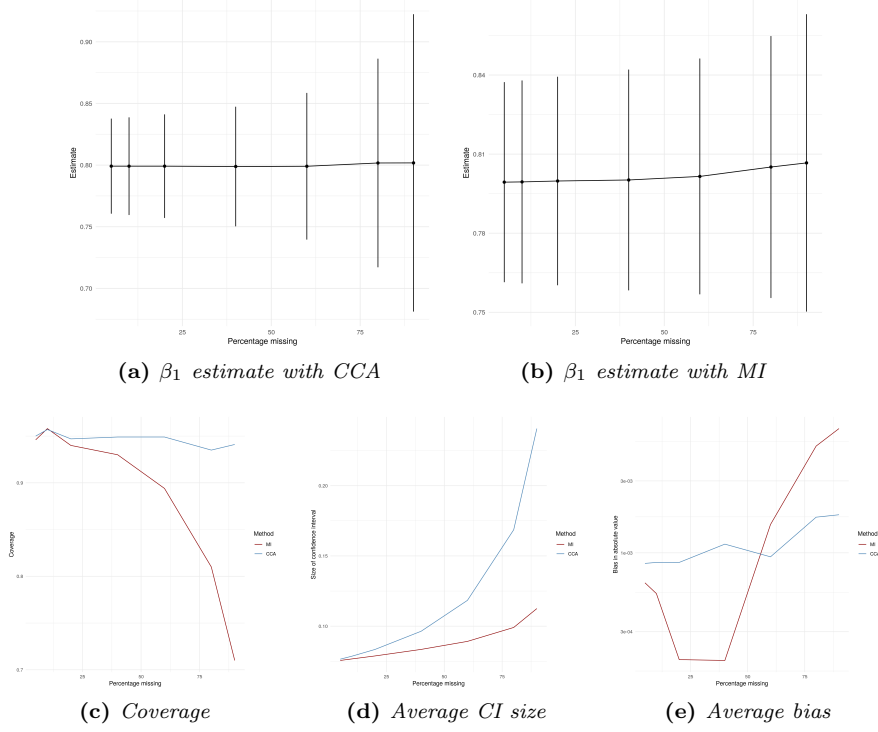 0.90
0.85
0.80
0.75
0.70
Estimate
25
50
75
Percentage missing
(a) β₁ estimate with CCA
0.84
0.81
0.78
0.75
Estimate
25
50
75
Percentage missing
(b) β₁ estimate with MI
0.9
0.8
0.7
Coverage
25
50
75
Percentage missing
Method
MI
CCA
(c) Coverage
0.20
0.10
Size of confidence interval
25
50
75
Percentage missing
Method
MI
CCA
(d) Average CI size
3e-03
1e-03
3e-04
Bias in absolute value
25
50
75
Percentage missing
Method
MI
CCA
(e) Average bias